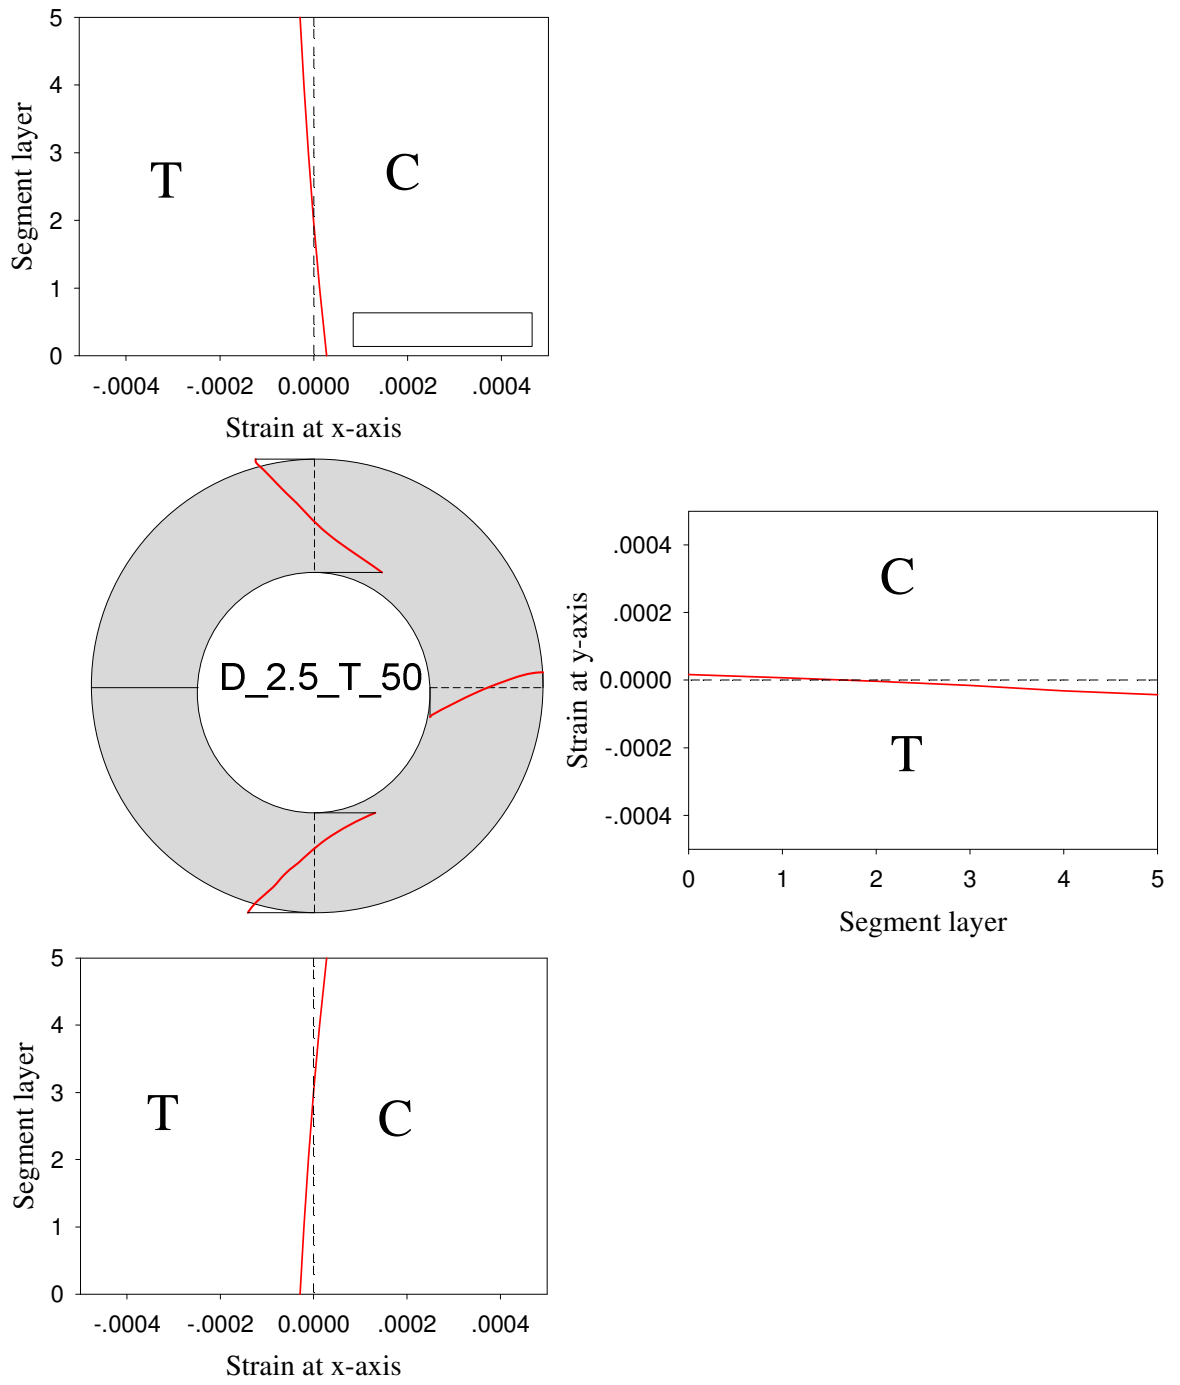 5
4
3
2
1
0
Segment layer
T
C
-.0004 -.0002 0.0000 .0002 .0004
Strain at x-axis
D_2.5_T_50
.0004
.0002
0.0000
-.0002
-.0004
Strain at y-axis
C
T
0 1 2 3 4 5
Segment layer
5
4
3
2
1
0
Segment layer
T
C
-.0004 -.0002 0.0000 .0002 .0004
Strain at x-axis